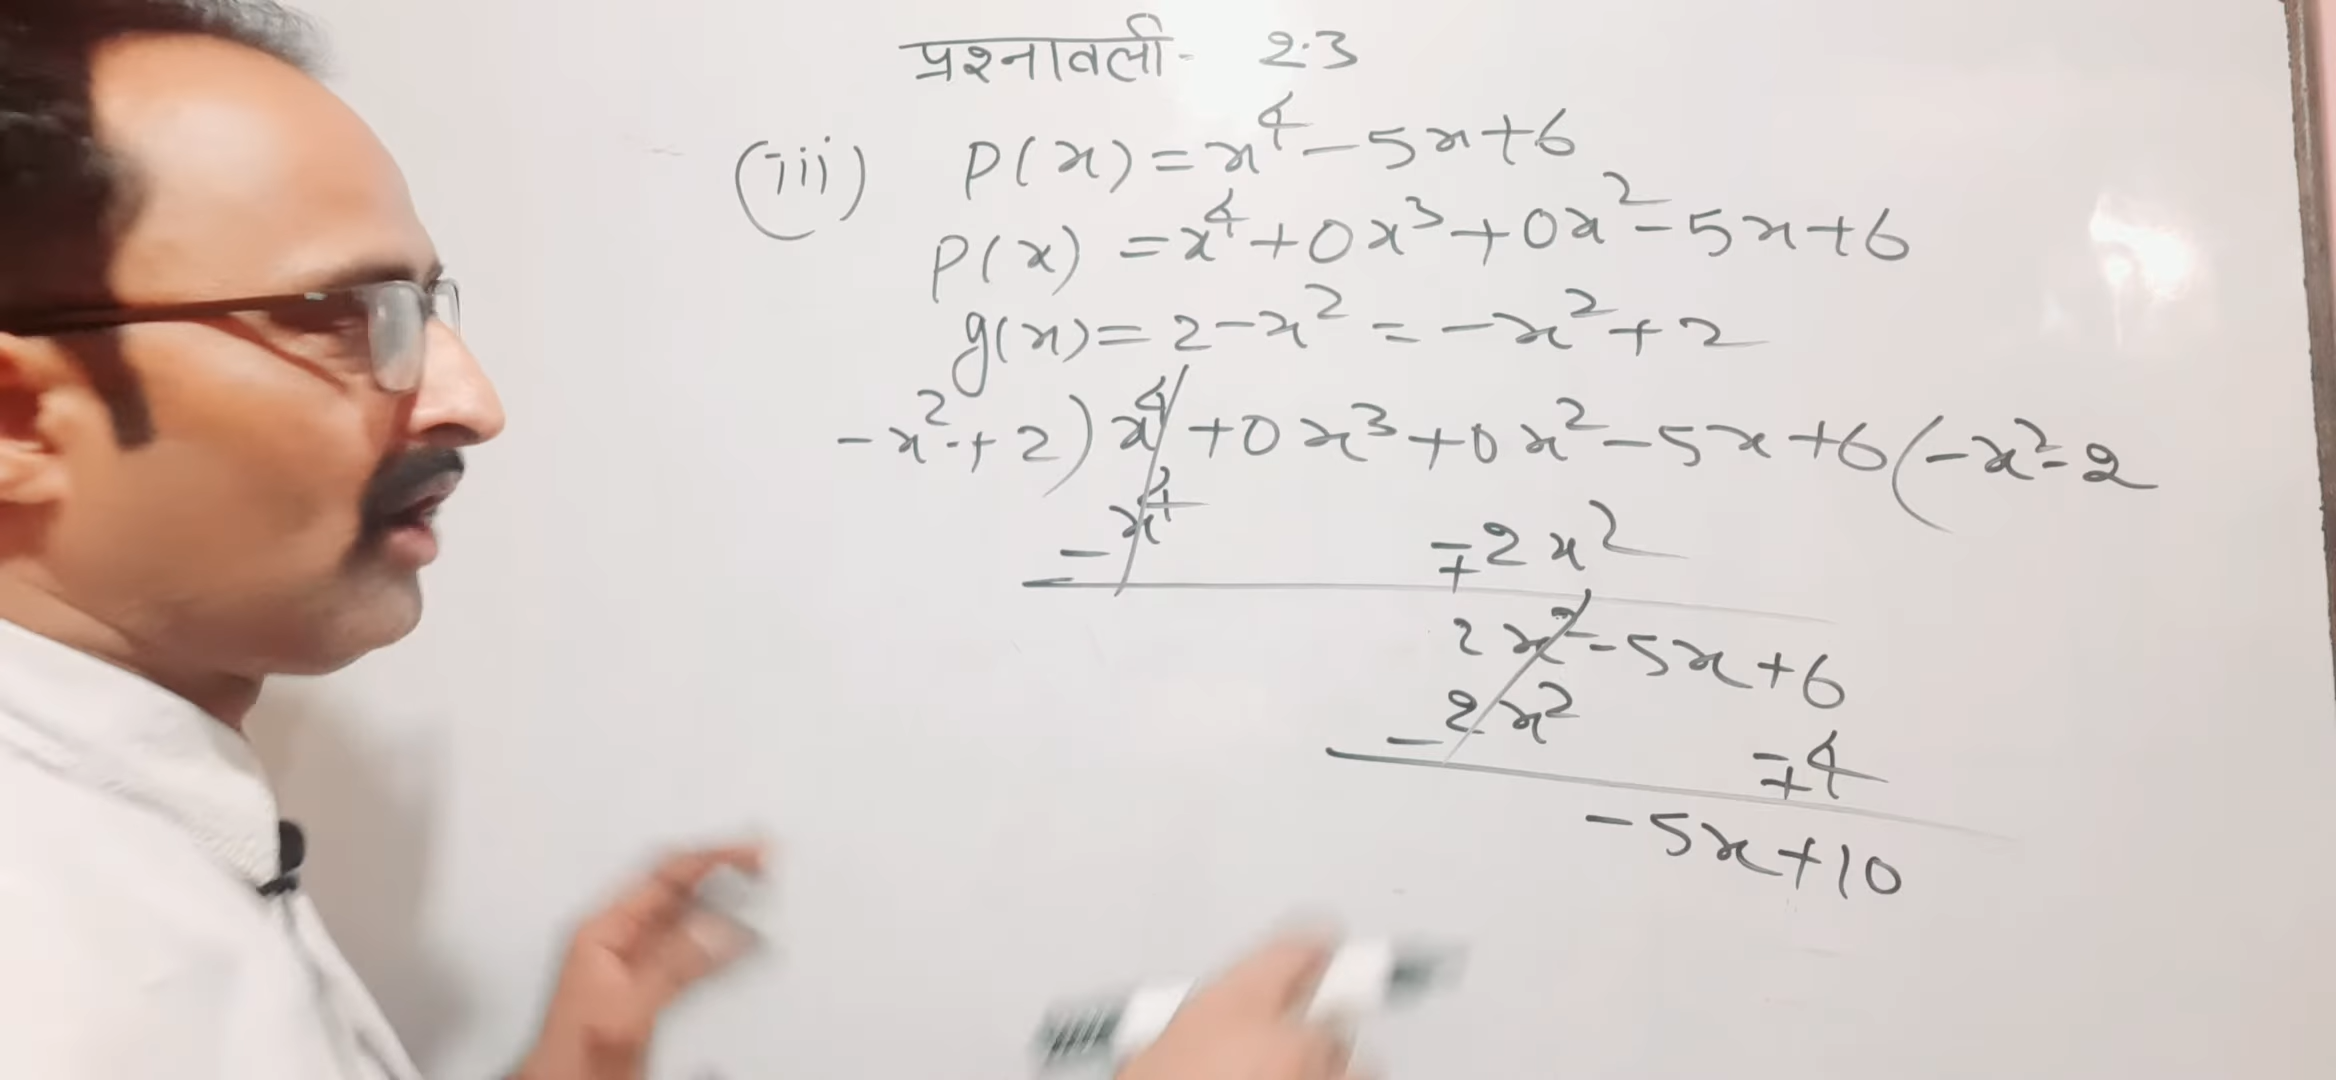 प्रश्नावली- 2.3
(iii) p(x) = x⁴ - 5x + 6
p(x) = x⁴ + 0x³ + 0x² - 5x + 6
g(x) = 2 - x² = -x² + 2
-x² + 2 ) x⁴ + 0x³ + 0x² - 5x + 6 ( -x² - 2
x⁴ - 2x²
- +
2x² - 5x + 6
2x² - 4
- +
-5x + 10